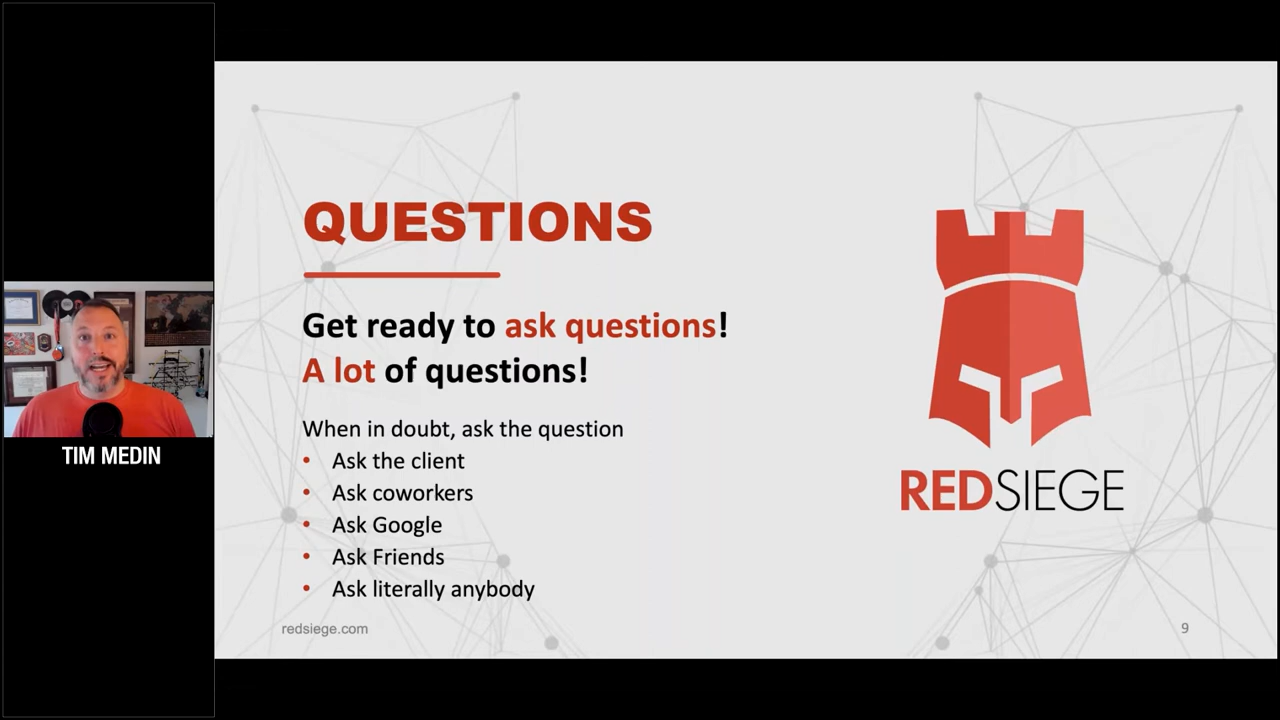 TIM MEDIN
QUESTIONS
Get ready to ask questions!
A lot of questions!
When in doubt, ask the question
• Ask the client
• Ask coworkers
• Ask Google
• Ask Friends
• Ask literally anybody
REDSIEGE
redsiege.com
9